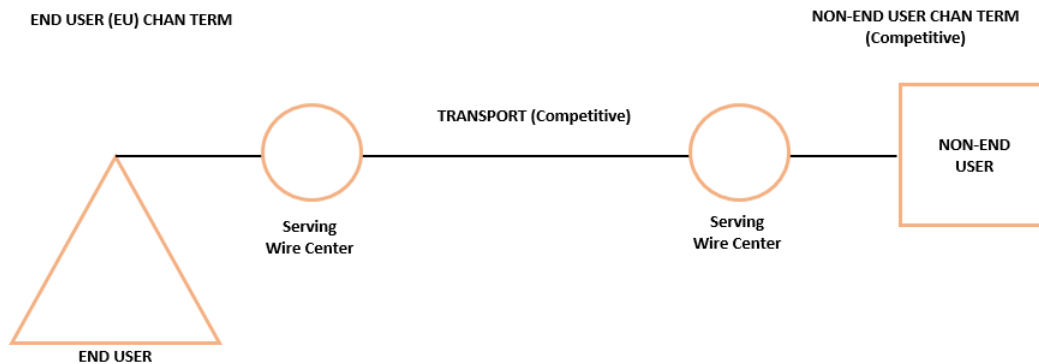 END USER (EU) CHAN TERM
NON-END USER CHAN TERM
(Competitive)
TRANSPORT (Competitive)
NON-END
USER
Serving
Wire Center
Serving
Wire Center
END USER